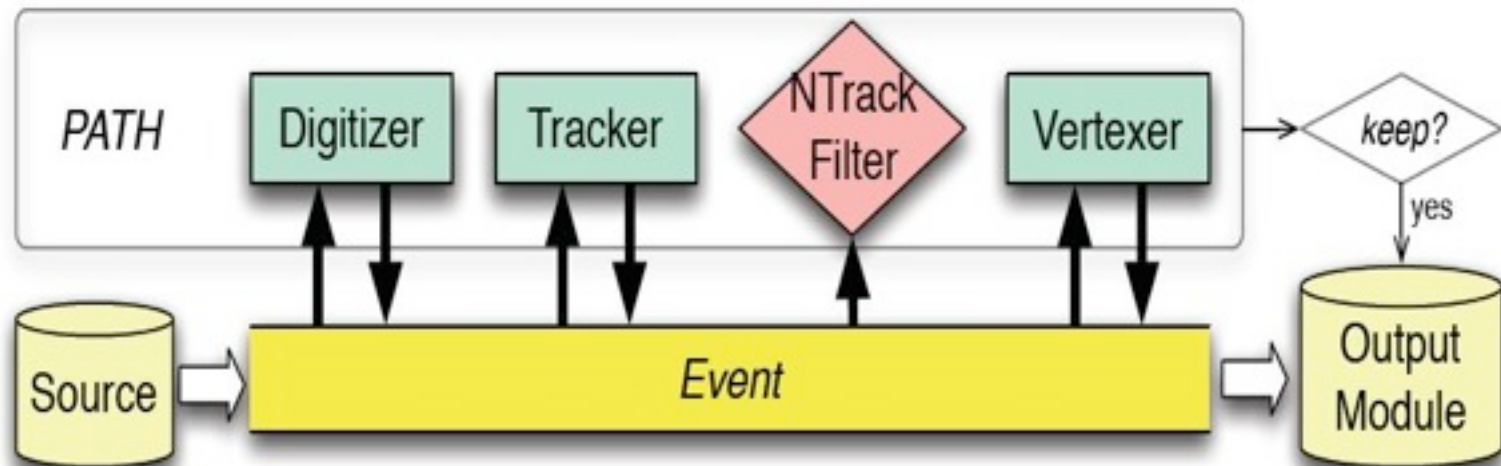 PATH
Digitizer
Tracker
NTrack
Filter
Vertexer
keep?
yes
Source
Event
Output
Module